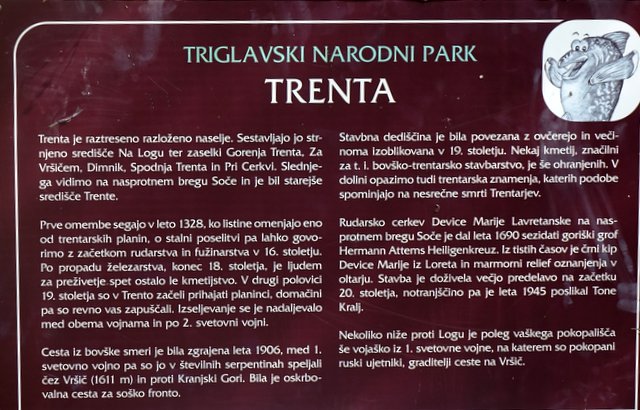 TRIGLAVSKI NARODNI PARK
TRENTA
Trenta je raztreseno razloženo naselje. Sestavljajo jo str-
njeno središče Na Logu ter zaselki Gorenja Trenta, Za
Vršičem, Dimnik, Spodnja Trenta in Pri Cerkvi. Slednje-
ga vidimo na nasprotnem bregu Soče in je bil starejše
središče Trente.
Prve omembe segajo v leto 1328, ko listine omenjajo eno
od trentarskih planin, o stalni poselitvi pa lahko govo-
rimo z začetkom rudarstva in fužinarstva v 16. stoletju.
Po propadu železarstva, konec 18. stoletja, je ljudem
za preživetje spet ostalo le kmetijstvo. V drugi polovici
19. stoletja so v Trento začeli prihajati planinci, domačini
pa so revno vas zapuščali. Izseljevanje se je nadaljevalo
med obema vojnama in po 2. svetovni vojni.
Cesta iz bovške smeri je bila zgrajena leta 1906, med 1.
svetovno vojno pa so jo v številnih serpentinah speljali
čez Vršič (1611 m) in proti Kranjski Gori. Bila je oskrbo-
valna cesta za soško fronto.
Stavbna dediščina je bila povezana z ovčerejo in veči-
noma izoblikovana v 19. stoletju. Nekaj kmetij, značilni
za t. i. bovško-trentarsko stavbarstvo, je še ohranjenih. V
dolini opazimo tudi trentarska znamenja, katerih podobe
spominjajo na nesrečne smrti Trentarjev.
Rudarsko cerkev Device Marije Lavretanske na nas-
protnem bregu Soče je dal leta 1690 sezidati goriški grof
Hermann Attems Heiligenkreuz. Iz tistih časov je črni kip
Device Marije iz Loreta in marmorni relief oznanjenja v
oltarju. Stavba je doživela večjo predelavo na začetku
20. stoletja, notranjščino pa je leta 1945 poslikal Tone
Kralj.
Nekoliko niže proti Logu je poleg vaškega pokopališča
še vojaško iz 1. svetovne vojne, na katerem so pokopani
ruski ujetniki, graditelji ceste na Vršič.